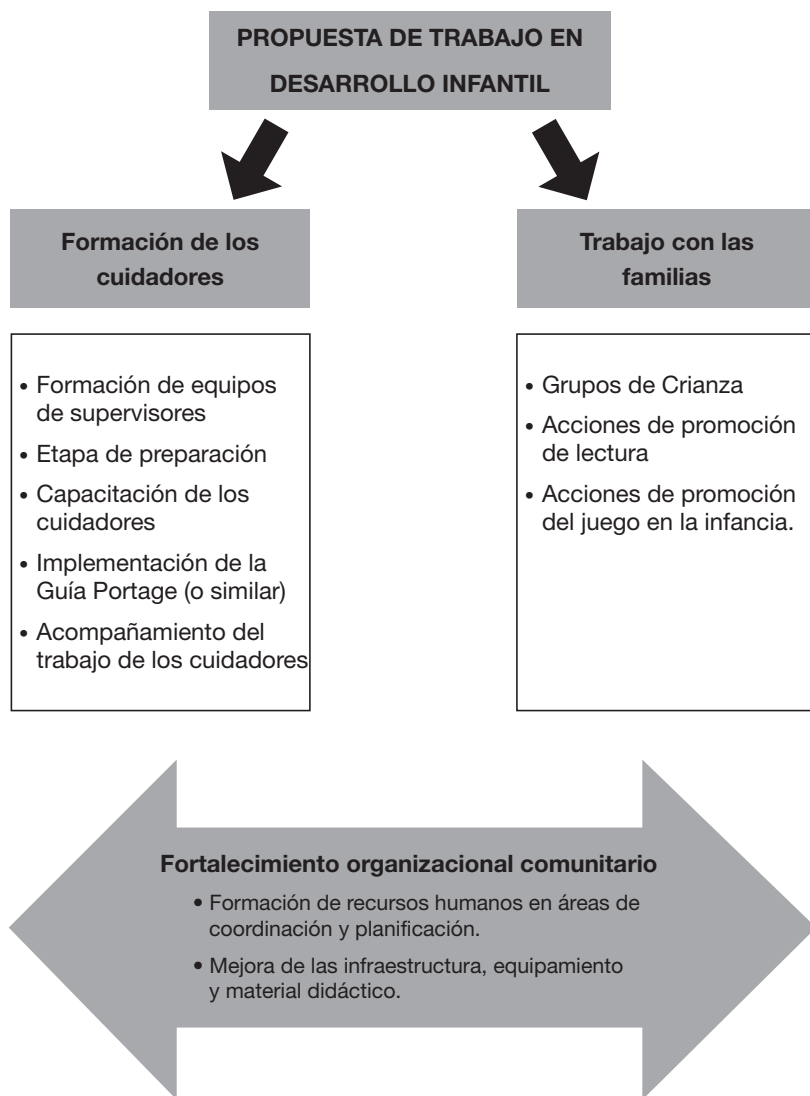 PROPUESTA DE TRABAJO EN
DESARROLLO INFANTIL
Formación de los
cuidadores
• Formación de equipos
de supervisores
• Etapa de preparación
• Capacitación de los
cuidadores
• Implementación de la
Guía Portage (o similar)
• Acompañamiento del
trabajo de los cuidadores
Trabajo con las
familias
• Grupos de Crianza
• Acciones de promoción
de lectura
• Acciones de promoción
del juego en la infancia.
Fortalecimiento organizacional comunitario
• Formación de recursos humanos en áreas de
coordinación y planificación.
• Mejora de las infraestructura, equipamiento
y material didáctico.